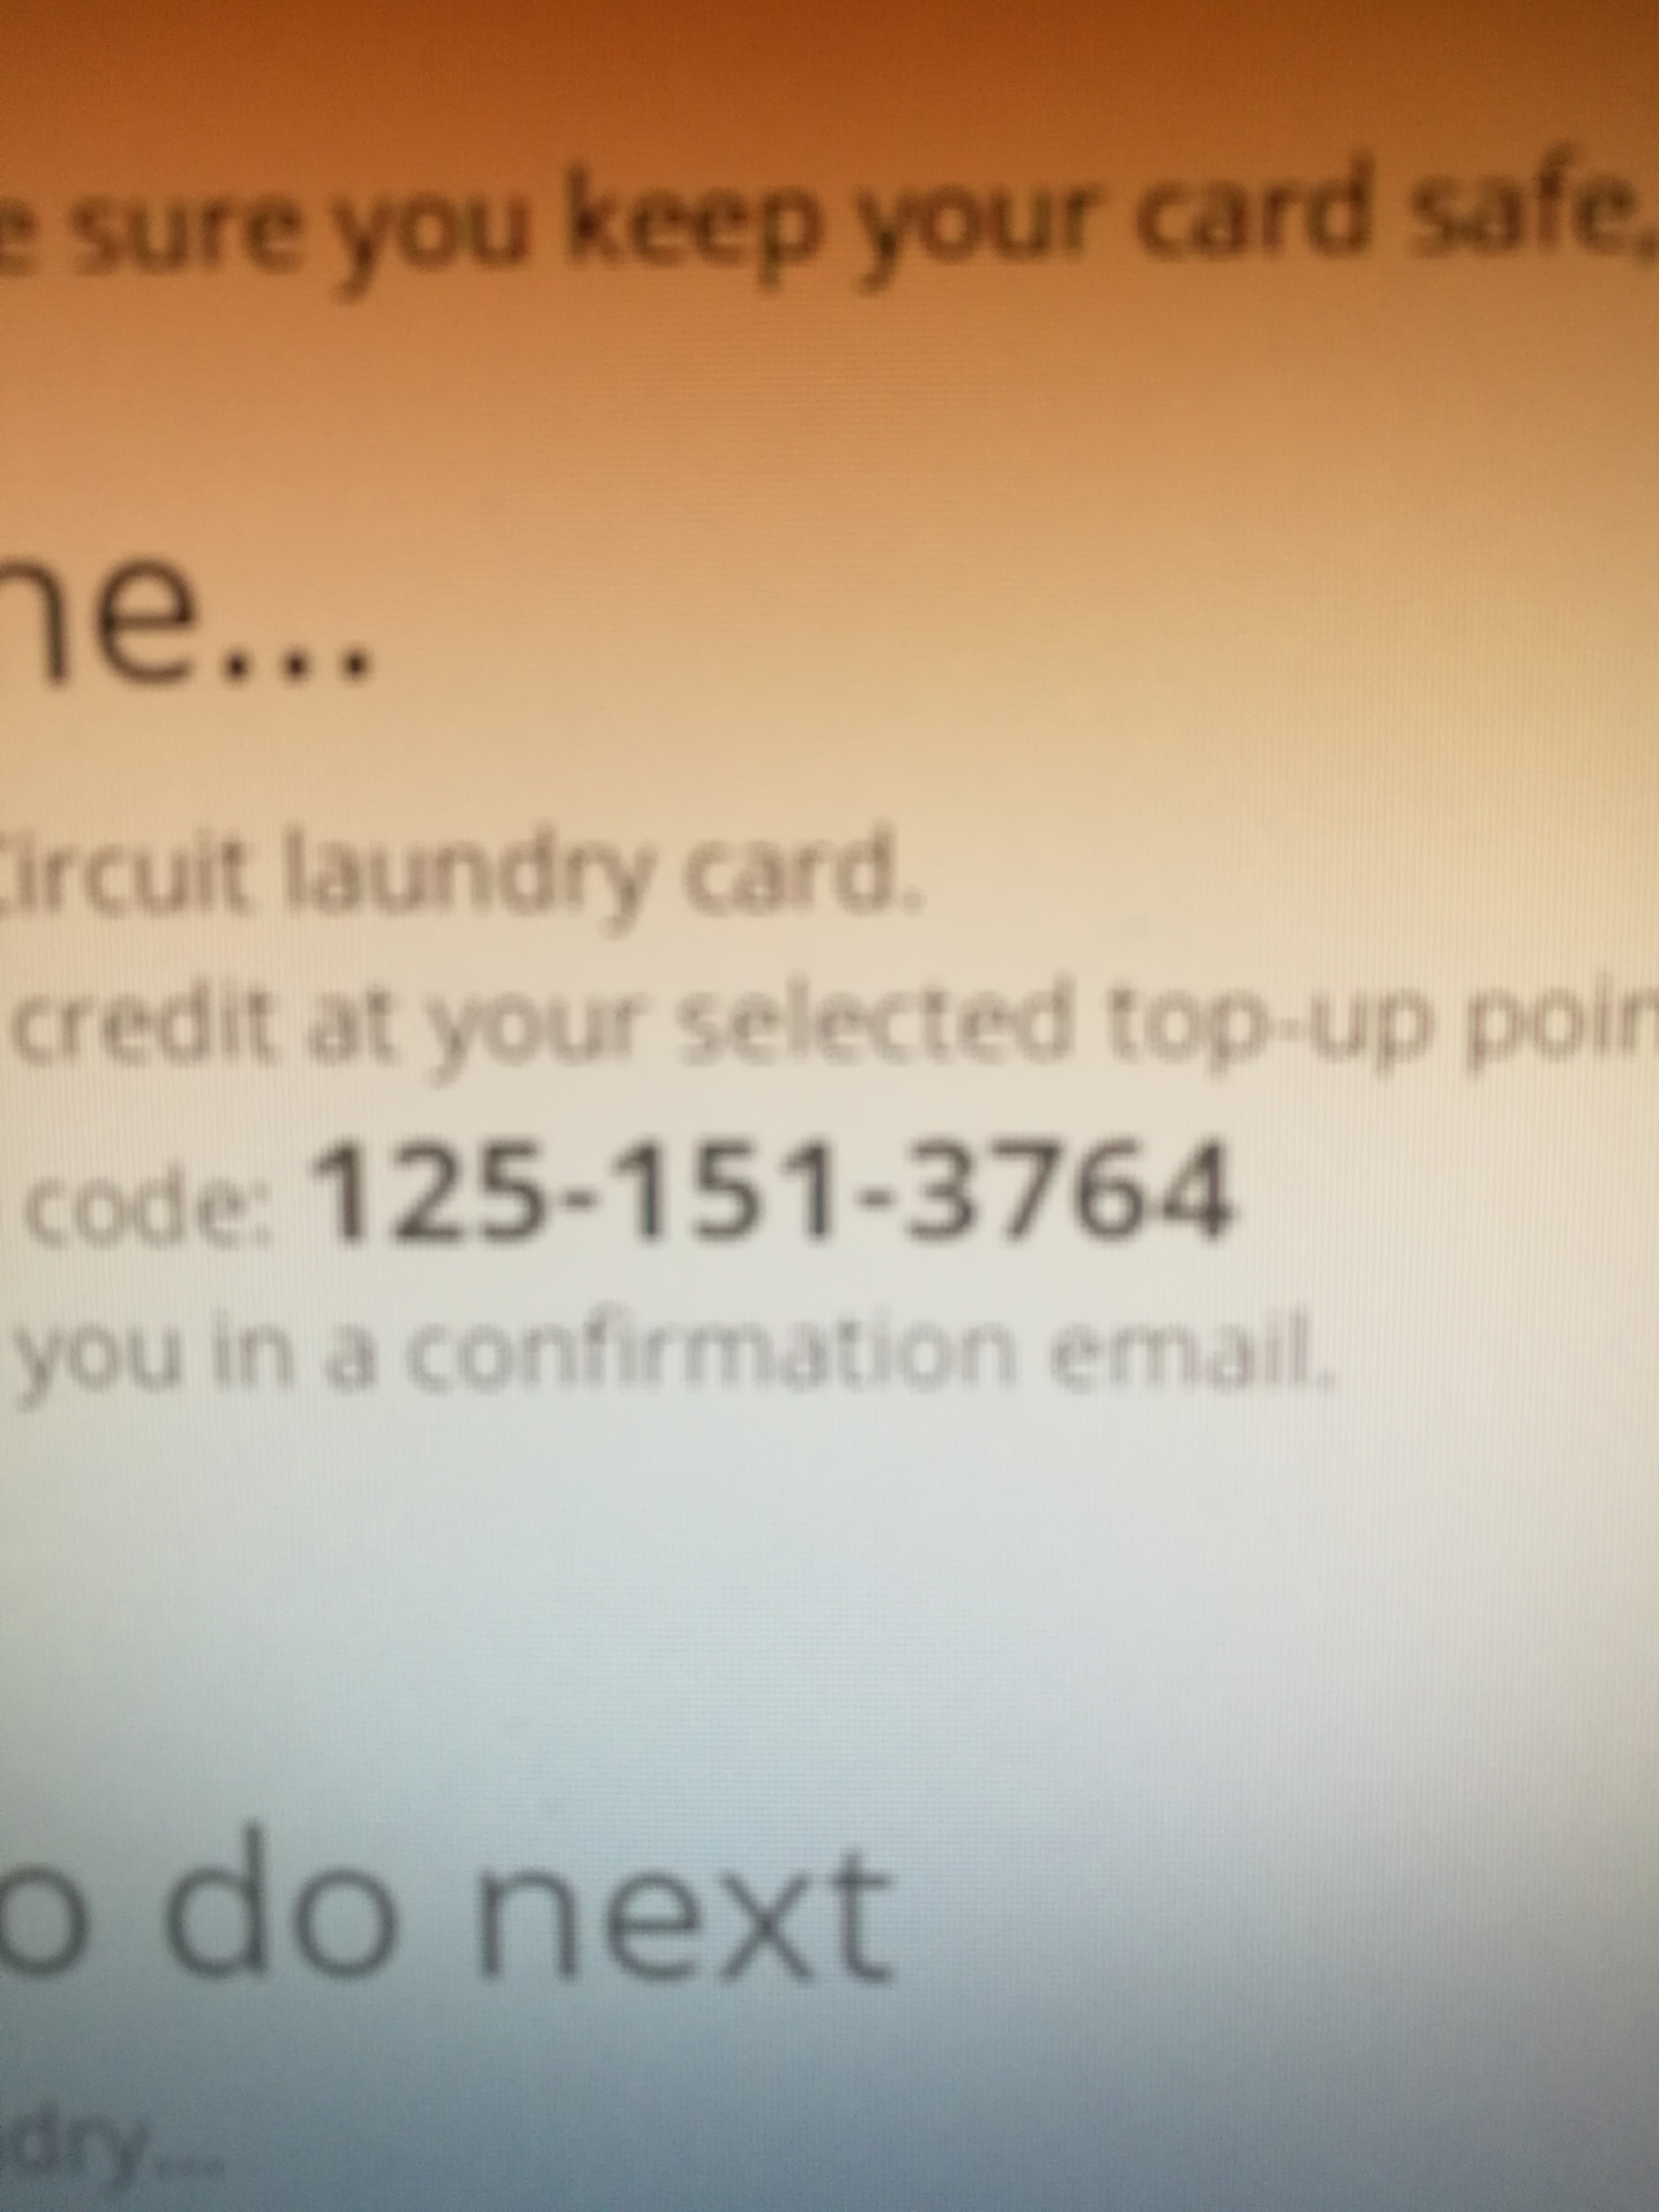 e sure you keep your card safe,
ne...
Circuit laundry card.
credit at your selected top-up poin
code: 125-151-3764
you in a confirmation email.
o do next
dry...